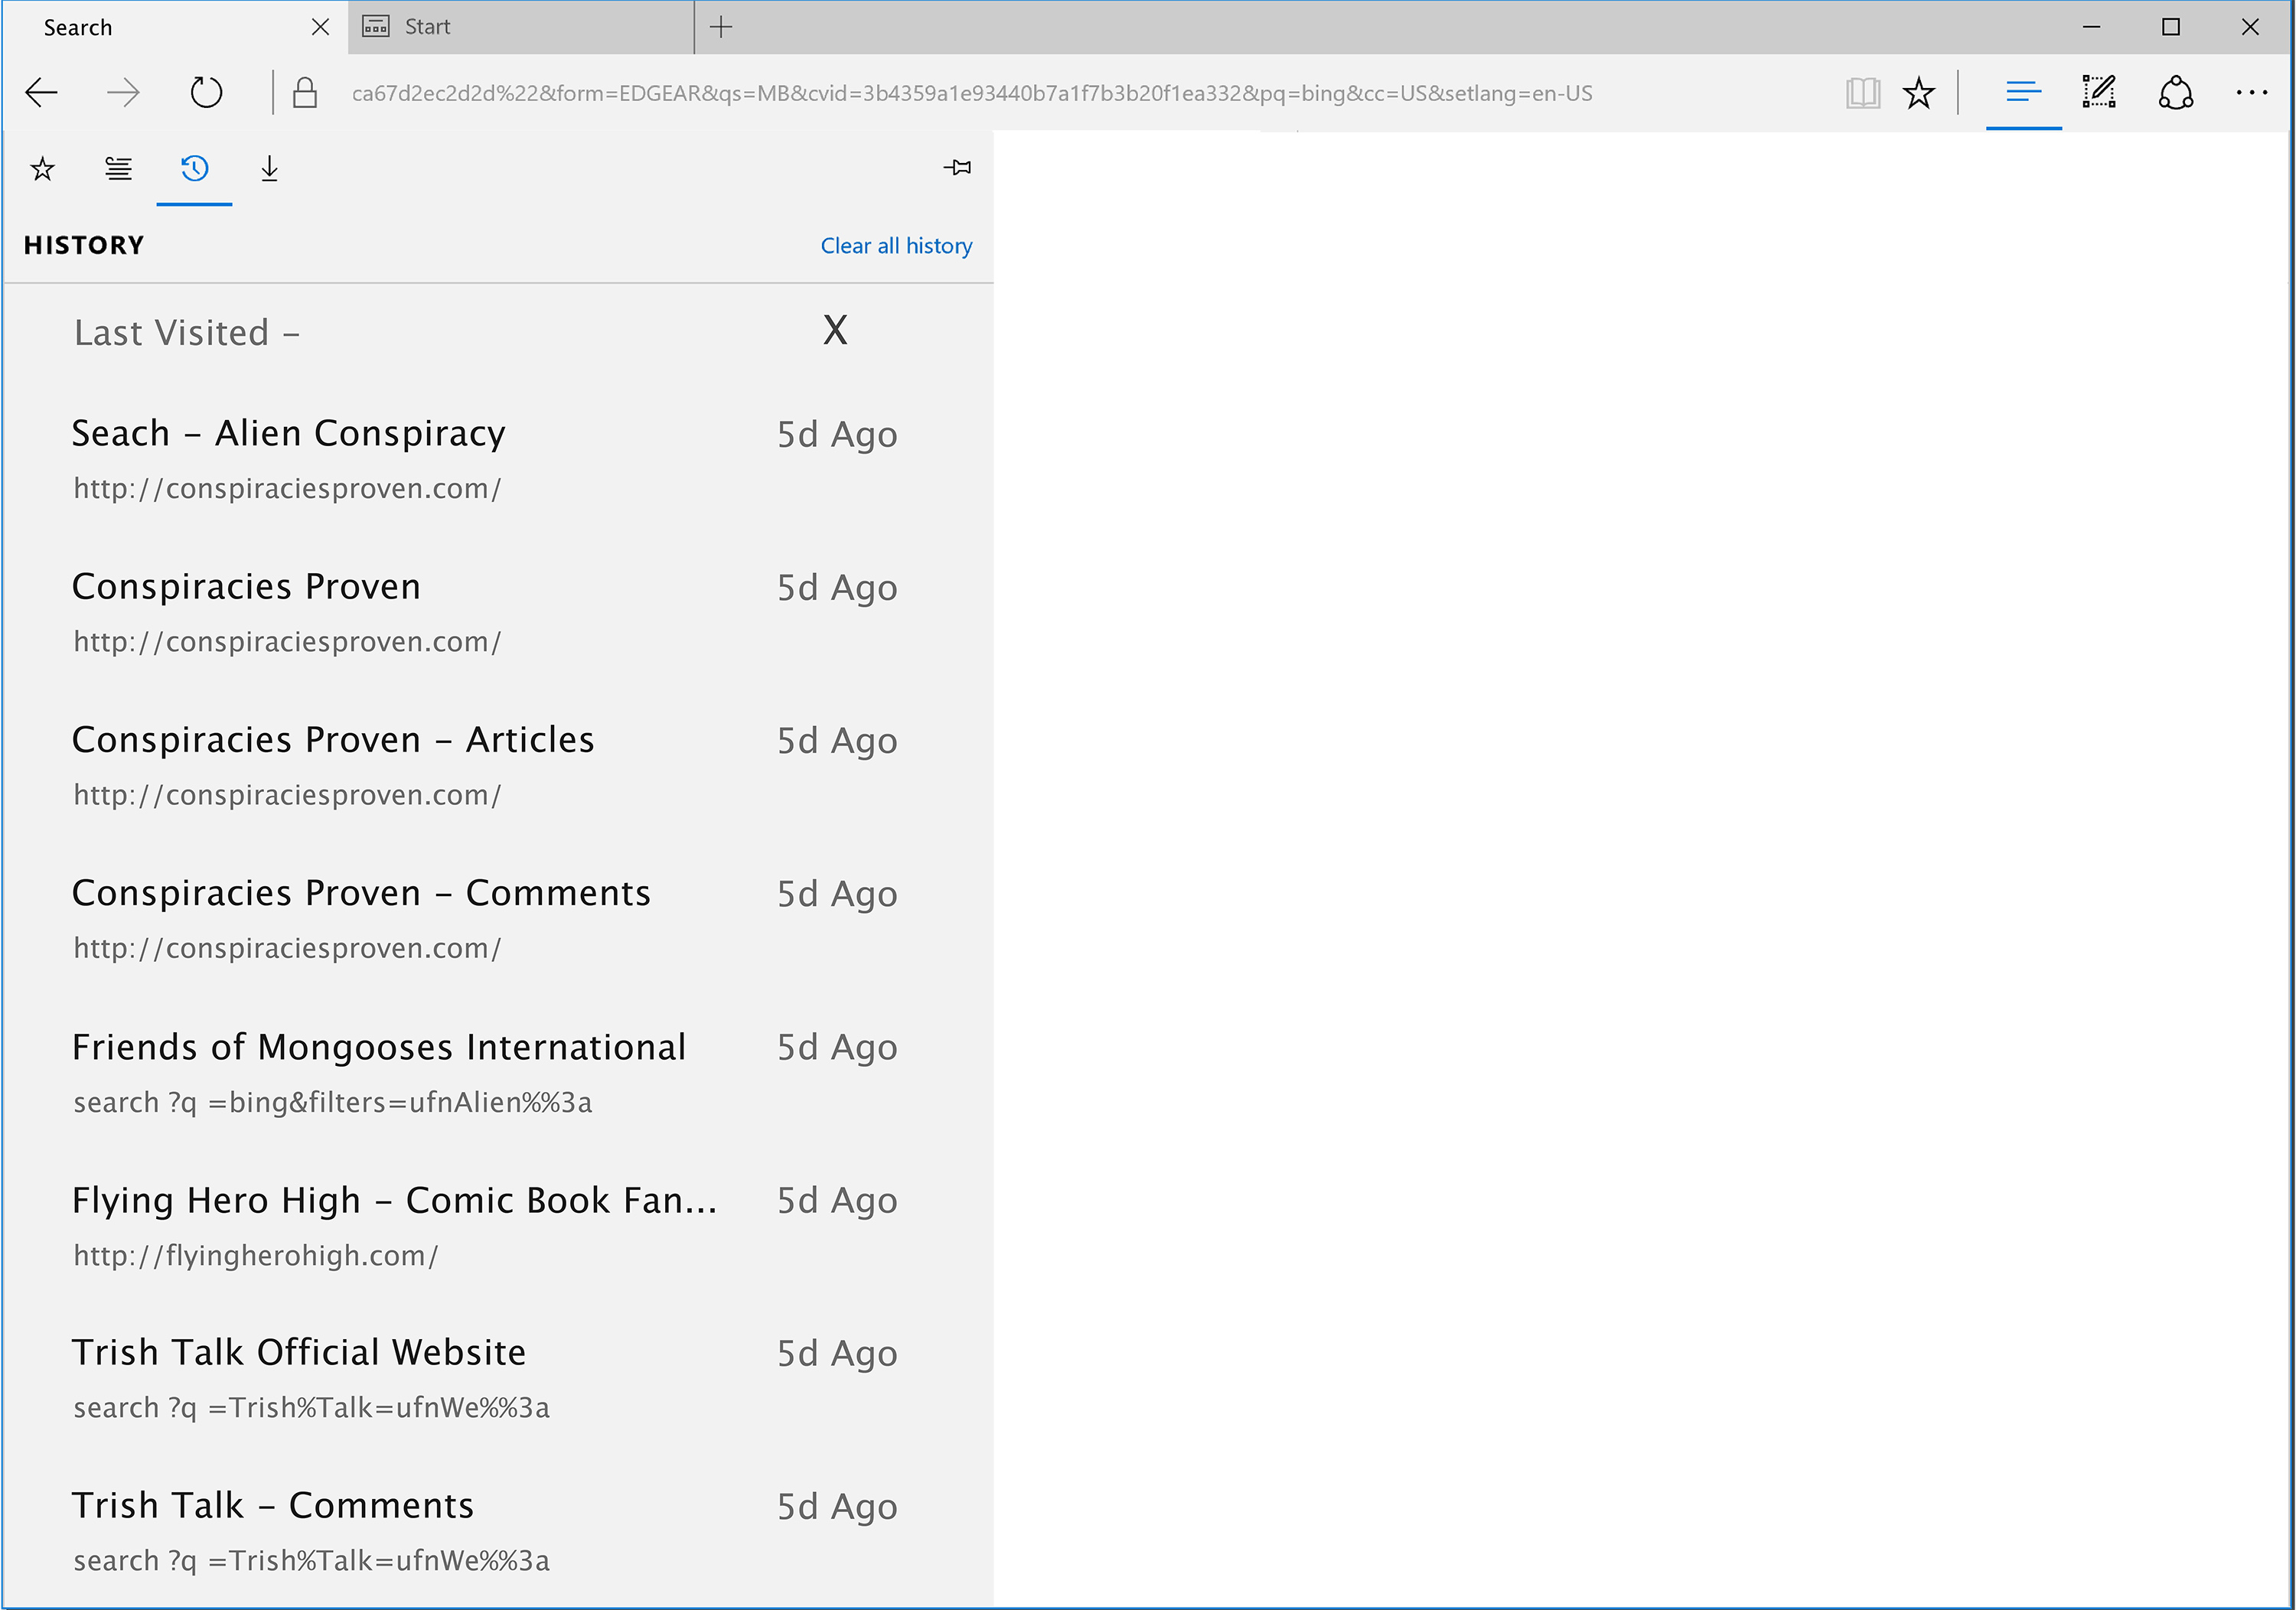 Search
Start
ca67d2ec2d2d%22&form=EDGEAR&qs=MB&cvid=3b4359a1e93440b7a1f7b3b20f1ea332&pq=bing&cc=US&setlang=en-US
HISTORY Clear all history
Last Visited – X
Seach – Alien Conspiracy 5d Ago
http://conspiraciesproven.com/
Conspiracies Proven 5d Ago
http://conspiraciesproven.com/
Conspiracies Proven – Articles 5d Ago
http://conspiraciesproven.com/
Conspiracies Proven – Comments 5d Ago
http://conspiraciesproven.com/
Friends of Mongooses International 5d Ago
search ?q =bing&filters=ufnAlien%%3a
Flying Hero High – Comic Book Fan... 5d Ago
http://flyingherohigh.com/
Trish Talk Official Website 5d Ago
search ?q =Trish%Talk=ufnWe%%3a
Trish Talk – Comments 5d Ago
search ?q =Trish%Talk=ufnWe%%3a